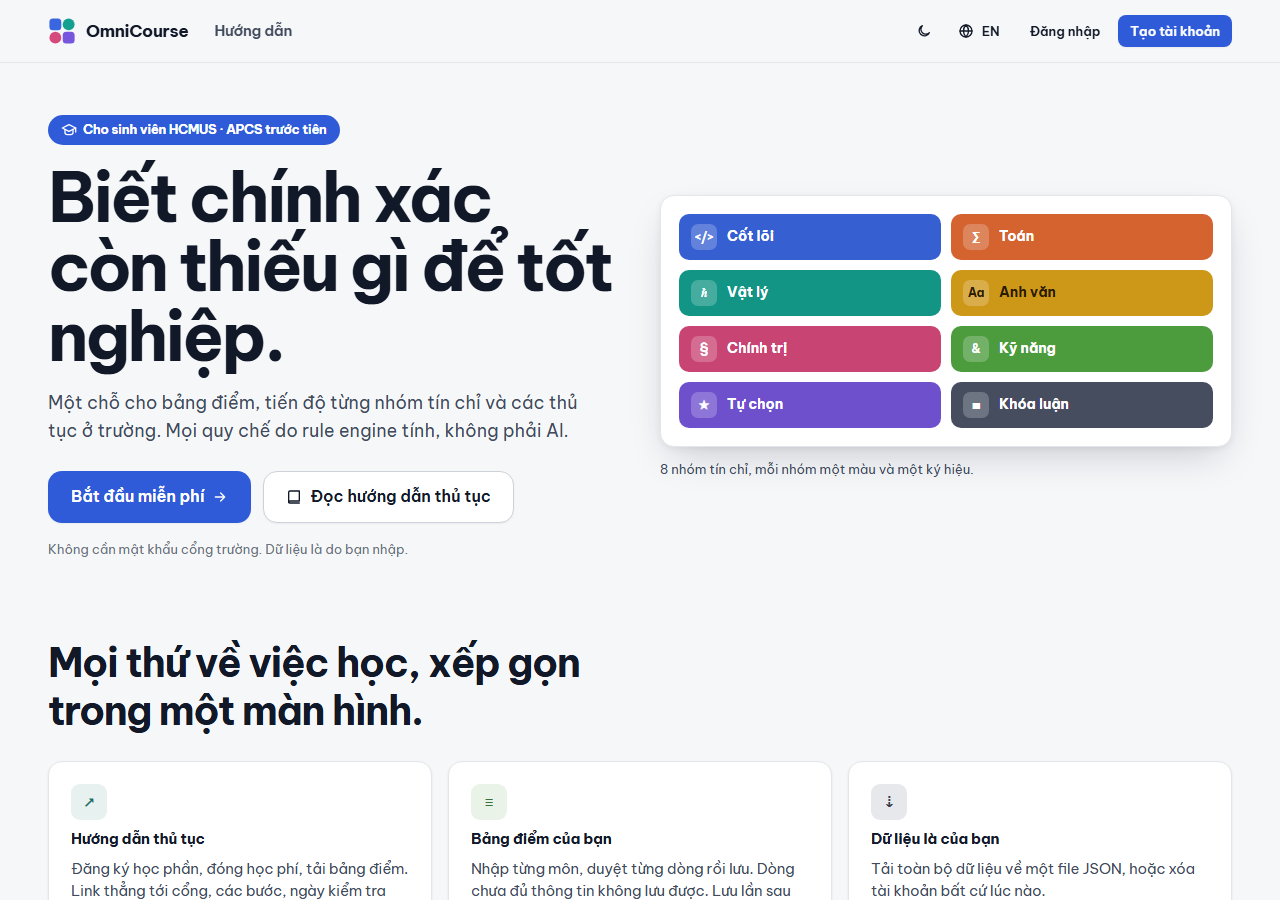 OmniCourse
Hướng dẫn
EN
Đăng nhập
Tạo tài khoản
Cho sinh viên HCMUS · APCS trước tiên
Biết chính xác
còn thiếu gì để tốt
nghiệp.
Một chỗ cho bảng điểm, tiến độ từng nhóm tín chỉ và các thủ
tục ở trường. Mọi quy chế do rule engine tính, không phải AI.
Bắt đầu miễn phí →
Đọc hướng dẫn thủ tục
Không cần mật khẩu cổng trường. Dữ liệu là do bạn nhập.
</> Cốt lõi
∑ Toán
ℏ Vật lý
Aa Anh văn
§ Chính trị
& Kỹ năng
★ Tự chọn
■ Khóa luận
8 nhóm tín chỉ, mỗi nhóm một màu và một ký hiệu.
Mọi thứ về việc học, xếp gọn
trong một màn hình.
↗
Hướng dẫn thủ tục
Đăng ký học phần, đóng học phí, tải bảng điểm.
Link thẳng tới cổng, các bước, ngày kiểm tra
≡
Bảng điểm của bạn
Nhập từng môn, duyệt từng dòng rồi lưu. Dòng
chưa đủ thông tin không lưu được. Lưu lần sau
⇣
Dữ liệu là của bạn
Tải toàn bộ dữ liệu về một file JSON, hoặc xóa
tài khoản bất cứ lúc nào.